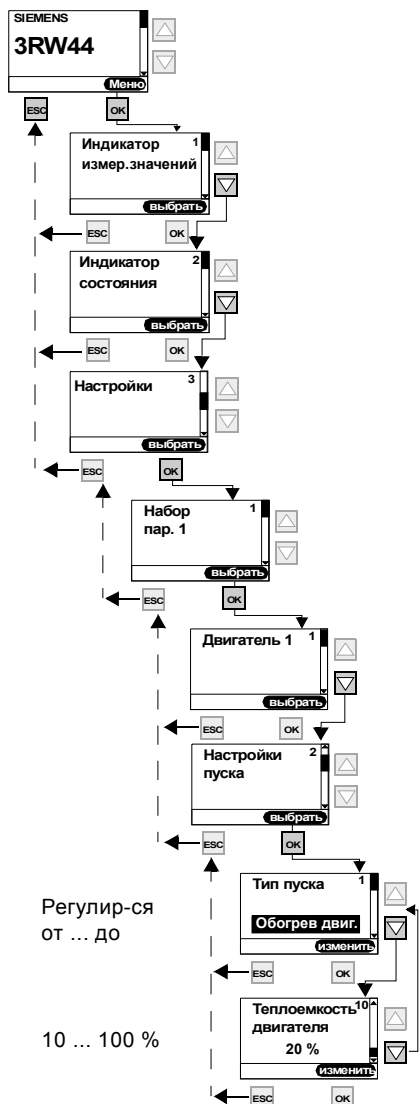 SIEMENS
3RW44
Меню
ESC
OK
Индикатор 1
измер.значений
выбрать
ESC
OK
Индикатор 2
состояния
выбрать
ESC
OK
Настройки 3
выбрать
ESC
OK
Набор 1
пар. 1
выбрать
ESC
OK
Двигатель 1 1
выбрать
ESC
OK
Настройки 2
пуска
выбрать
ESC
OK
Тип пуска 1
Обогрев двиг.
изменить
Регулир-ся
от ... до
ESC
OK
Теплоемкость 10
двигателя
20 %
изменить
10 ... 100 %
ESC
OK